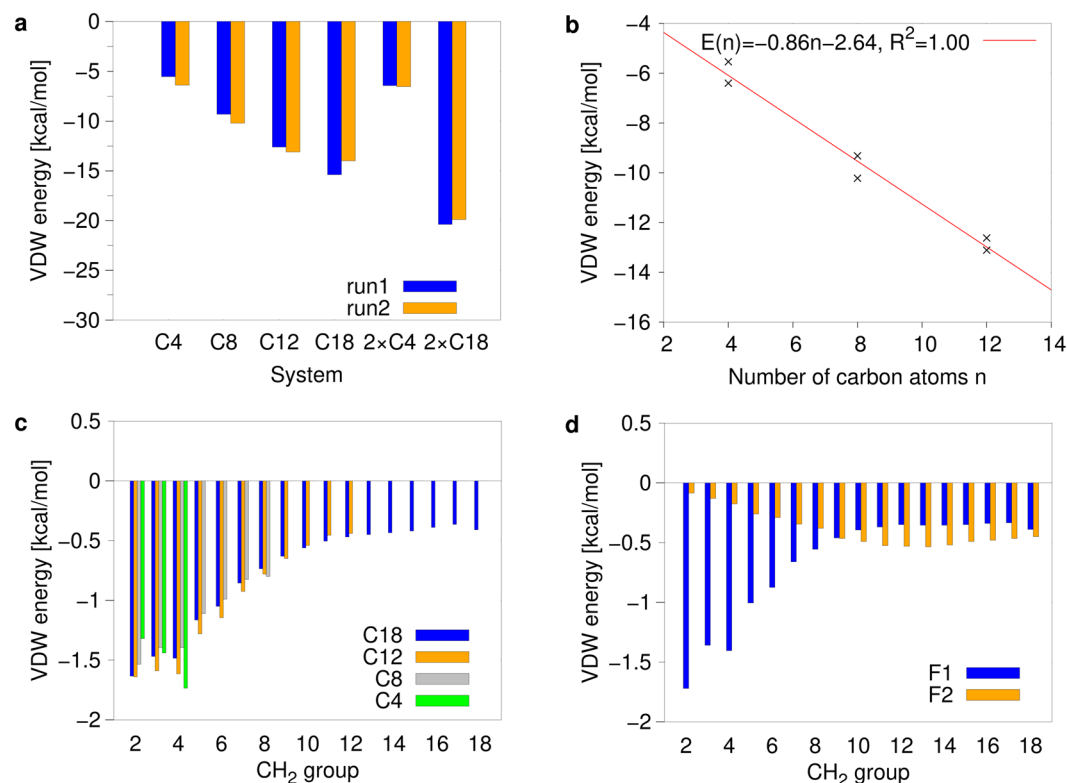 a
0
−5
−10
−15
−20
−25
−30
VDW energy [kcal/mol]
run1
run2
C4 C8 C12 C18 2×C4 2×C18
System
b
−4
−6
−8
−10
−12
−14
−16
VDW energy [kcal/mol]
E(n)=−0.86n−2.64, R²=1.00
2 4 6 8 10 12 14
Number of carbon atoms n
c
0.5
0
−0.5
−1
−1.5
−2
VDW energy [kcal/mol]
C18
C12
C8
C4
2 4 6 8 10 12 14 16 18
CH₂ group
d
0.5
0
−0.5
−1
−1.5
−2
VDW energy [kcal/mol]
F1
F2
2 4 6 8 10 12 14 16 18
CH₂ group